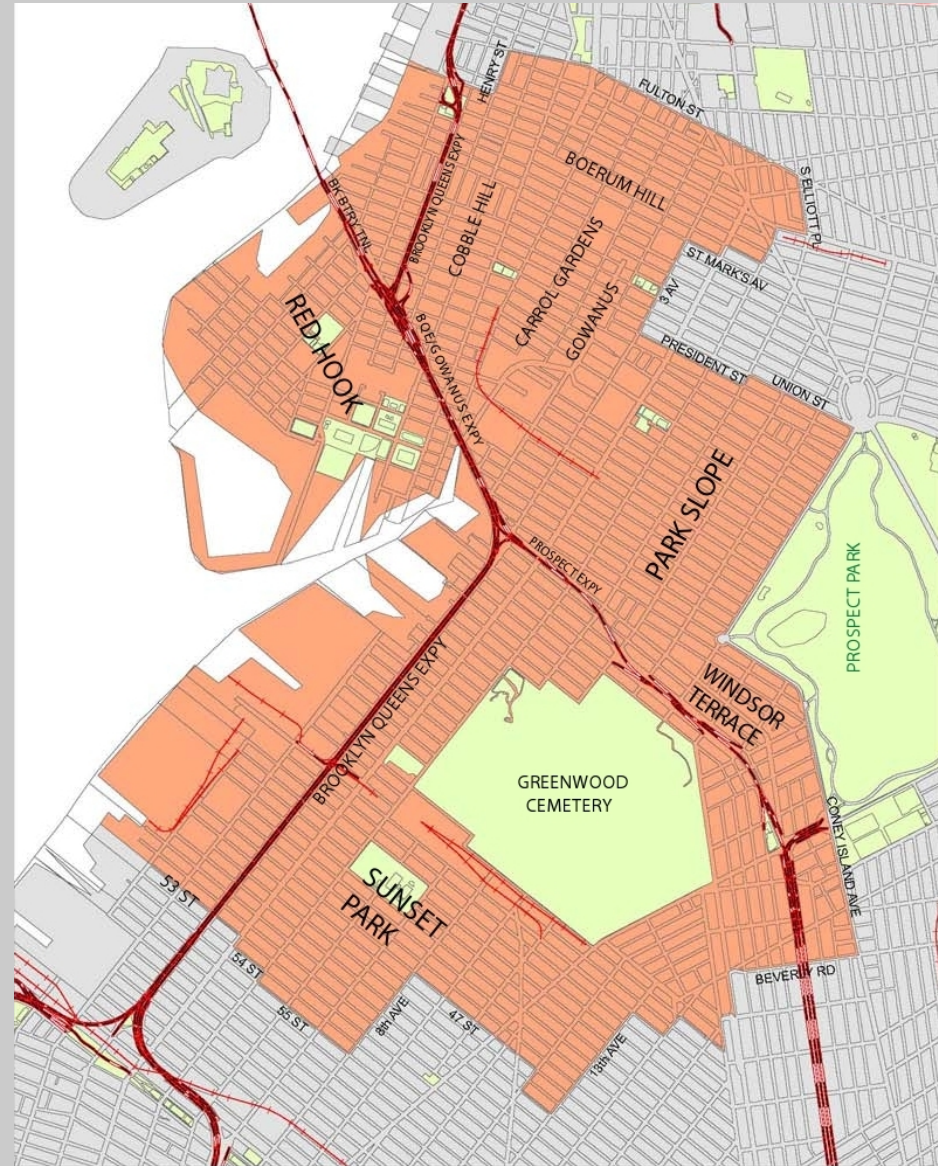 HENRY ST
FULTON ST
BOERUM HILL
S ELLIOTT PL
BK BTRY TNL
BROOKLYN QUEENS EXPY
COBBLE HILL
CARROL GARDENS
GOWANUS
3 AV
ST MARK'S AV
RED HOOK
BQE/GOWANUS EXPY
PRESIDENT ST
UNION ST
PARK SLOPE
PROSPECT EXPY
PROSPECT PARK
WINDSOR
TERRACE
BROOKLYN QUEENS EXPY
GREENWOOD
CEMETERY
CONEY ISLAND AVE
SUNSET
PARK
53 ST
54 ST
55 ST
8th AVE
47 ST
13th AVE
BEVERLY RD